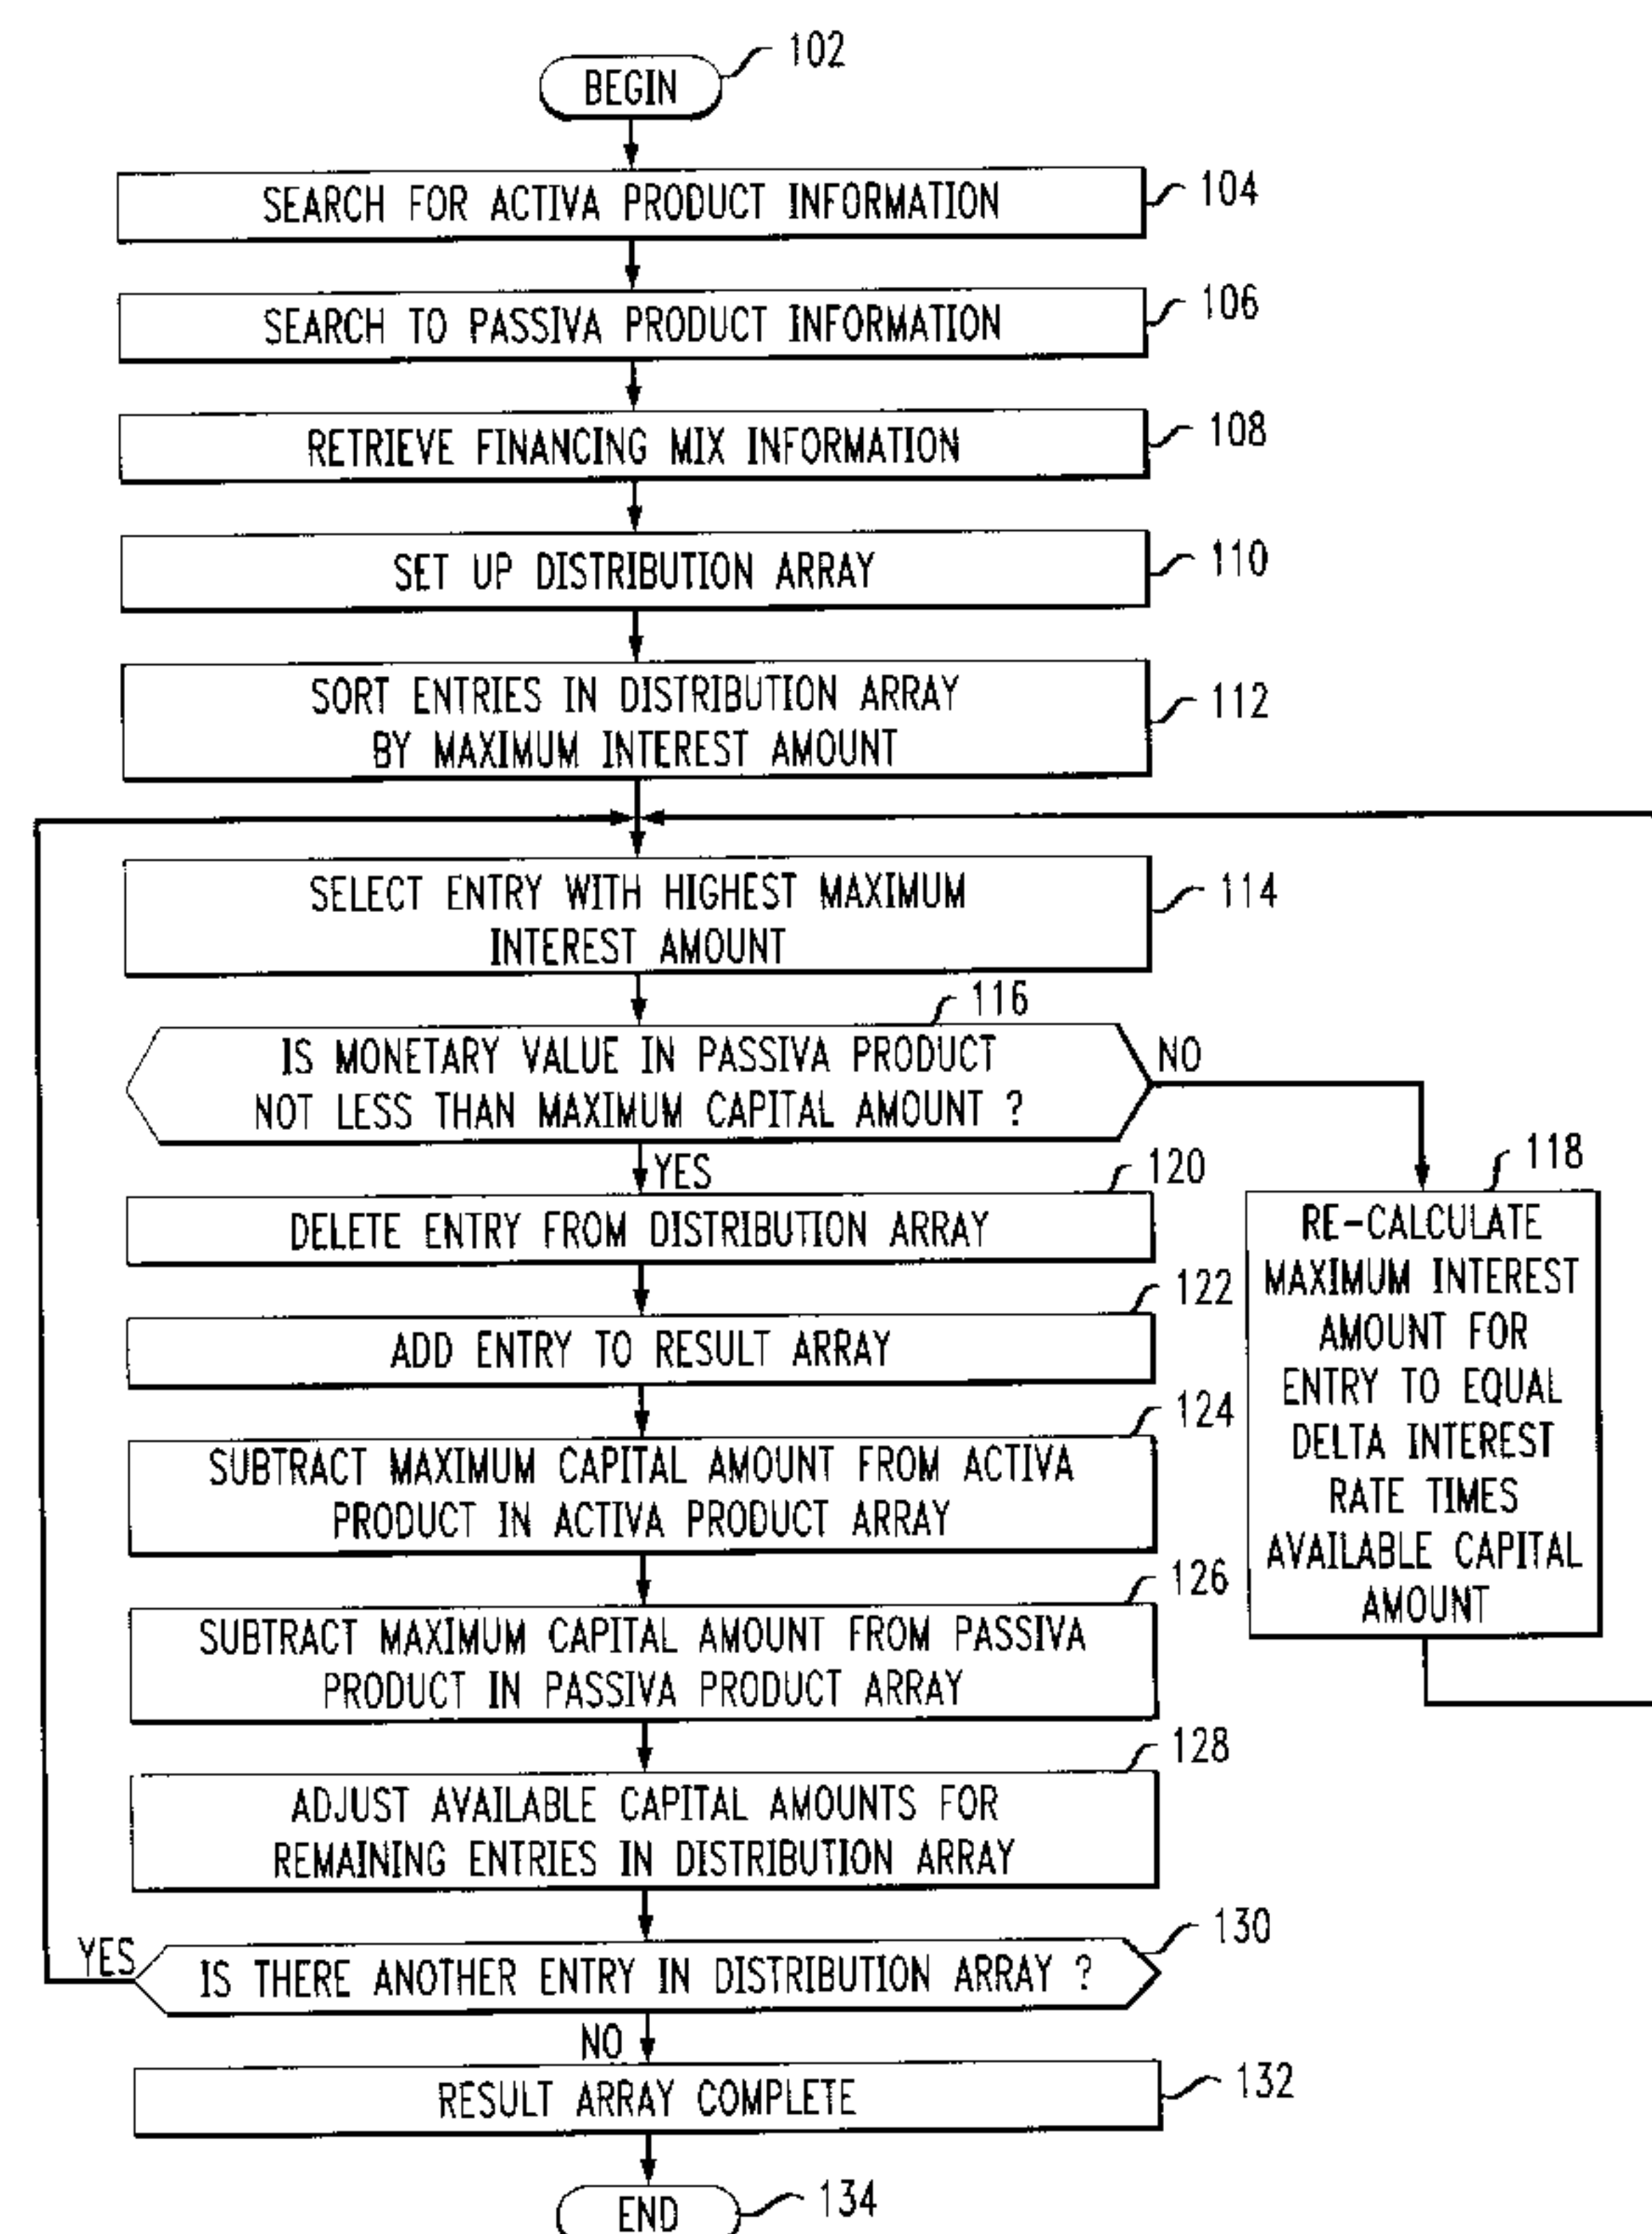 BEGIN
102
SEARCH FOR ACTIVA PRODUCT INFORMATION
104
SEARCH TO PASSIVA PRODUCT INFORMATION
106
RETRIEVE FINANCING MIX INFORMATION
108
SET UP DISTRIBUTION ARRAY
110
SORT ENTRIES IN DISTRIBUTION ARRAY
BY MAXIMUM INTEREST AMOUNT
112
SELECT ENTRY WITH HIGHEST MAXIMUM
INTEREST AMOUNT
114
116
IS MONETARY VALUE IN PASSIVA PRODUCT
NOT LESS THAN MAXIMUM CAPITAL AMOUNT ?
NO
YES
118
RE-CALCULATE
MAXIMUM INTEREST
AMOUNT FOR
ENTRY TO EQUAL
DELTA INTEREST
RATE TIMES
AVAILABLE CAPITAL
AMOUNT
120
DELETE ENTRY FROM DISTRIBUTION ARRAY
122
ADD ENTRY TO RESULT ARRAY
124
SUBTRACT MAXIMUM CAPITAL AMOUNT FROM ACTIVA
PRODUCT IN ACTIVA PRODUCT ARRAY
126
SUBTRACT MAXIMUM CAPITAL AMOUNT FROM PASSIVA
PRODUCT IN PASSIVA PRODUCT ARRAY
128
ADJUST AVAILABLE CAPITAL AMOUNTS FOR
REMAINING ENTRIES IN DISTRIBUTION ARRAY
130
YES
IS THERE ANOTHER ENTRY IN DISTRIBUTION ARRAY ?
NO
RESULT ARRAY COMPLETE
132
END
134